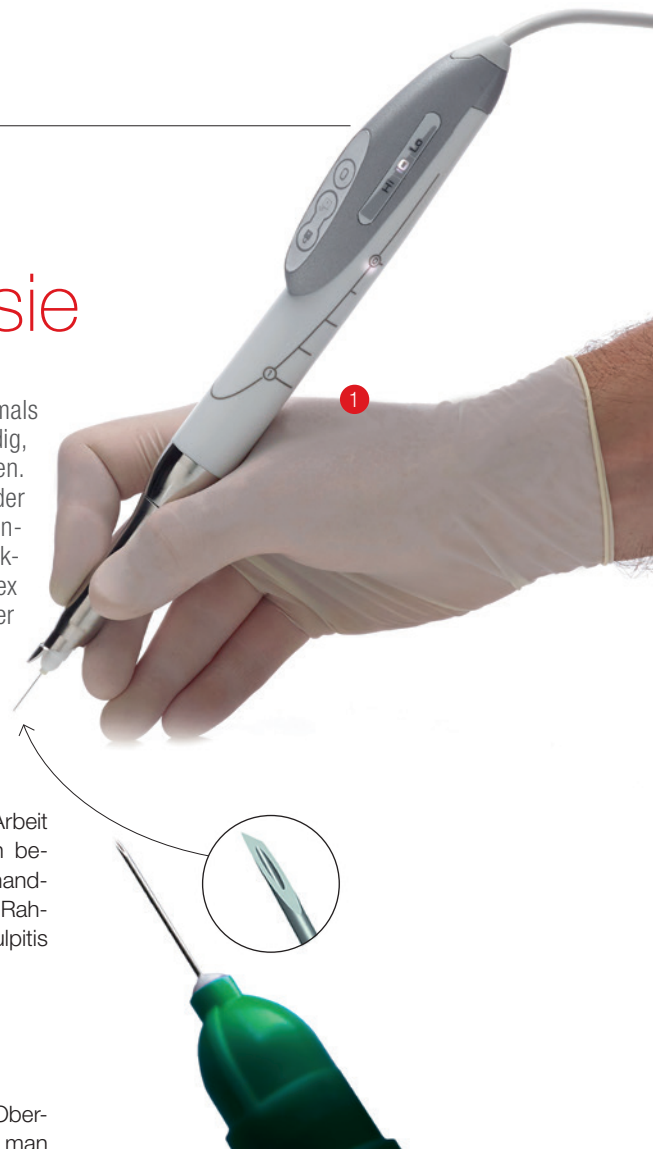 sie
mals
dig,
en.
der
n-
k-
ex
er
Hi Lo
1
Arbeit
n be-
hand-
Rah-
ulpitis
Ober-
man